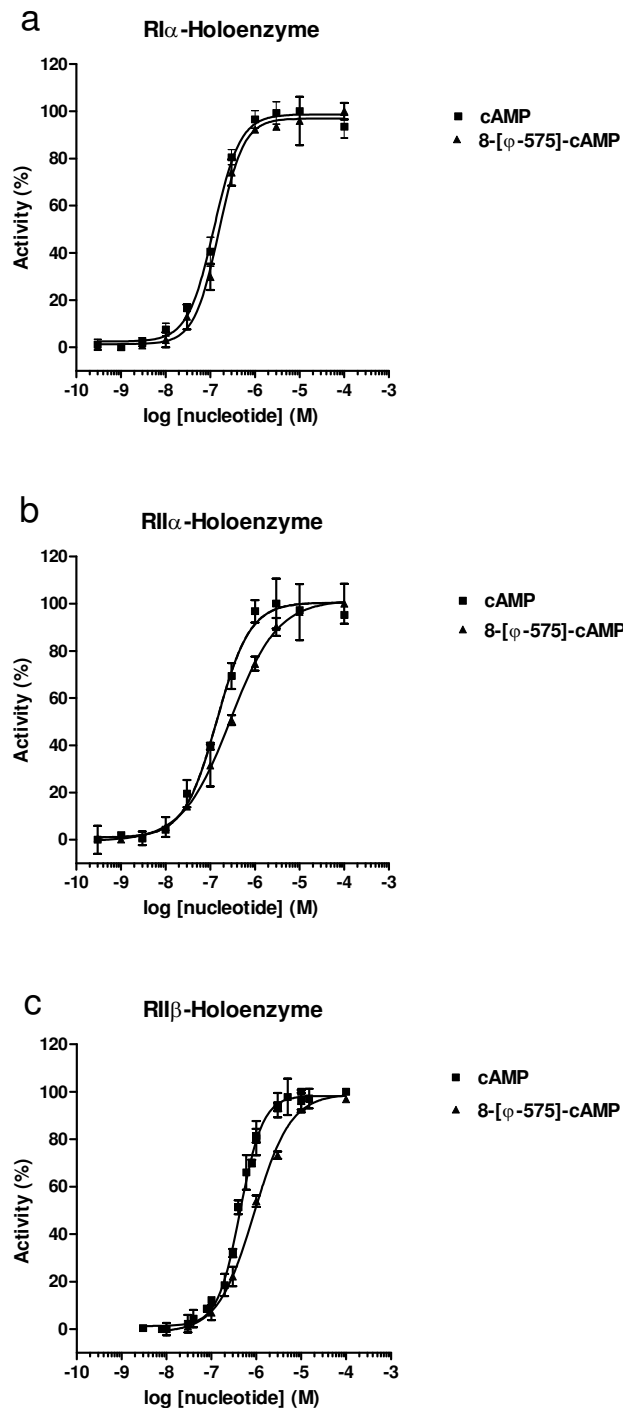 a
RIα-Holoenzyme
120
100
80
60
40
20
0
Activity (%)
-10 -9 -8 -7 -6 -5 -4 -3
log [nucleotide] (M)
cAMP
8-[φ-575]-cAMP
b
RIIα-Holoenzyme
120
100
80
60
40
20
0
Activity (%)
-10 -9 -8 -7 -6 -5 -4 -3
log [nucleotide] (M)
cAMP
8-[φ-575]-cAMP
c
RIIβ-Holoenzyme
120
100
80
60
40
20
0
Activity (%)
-10 -9 -8 -7 -6 -5 -4 -3
log [nucleotide] (M)
cAMP
8-[φ-575]-cAMP